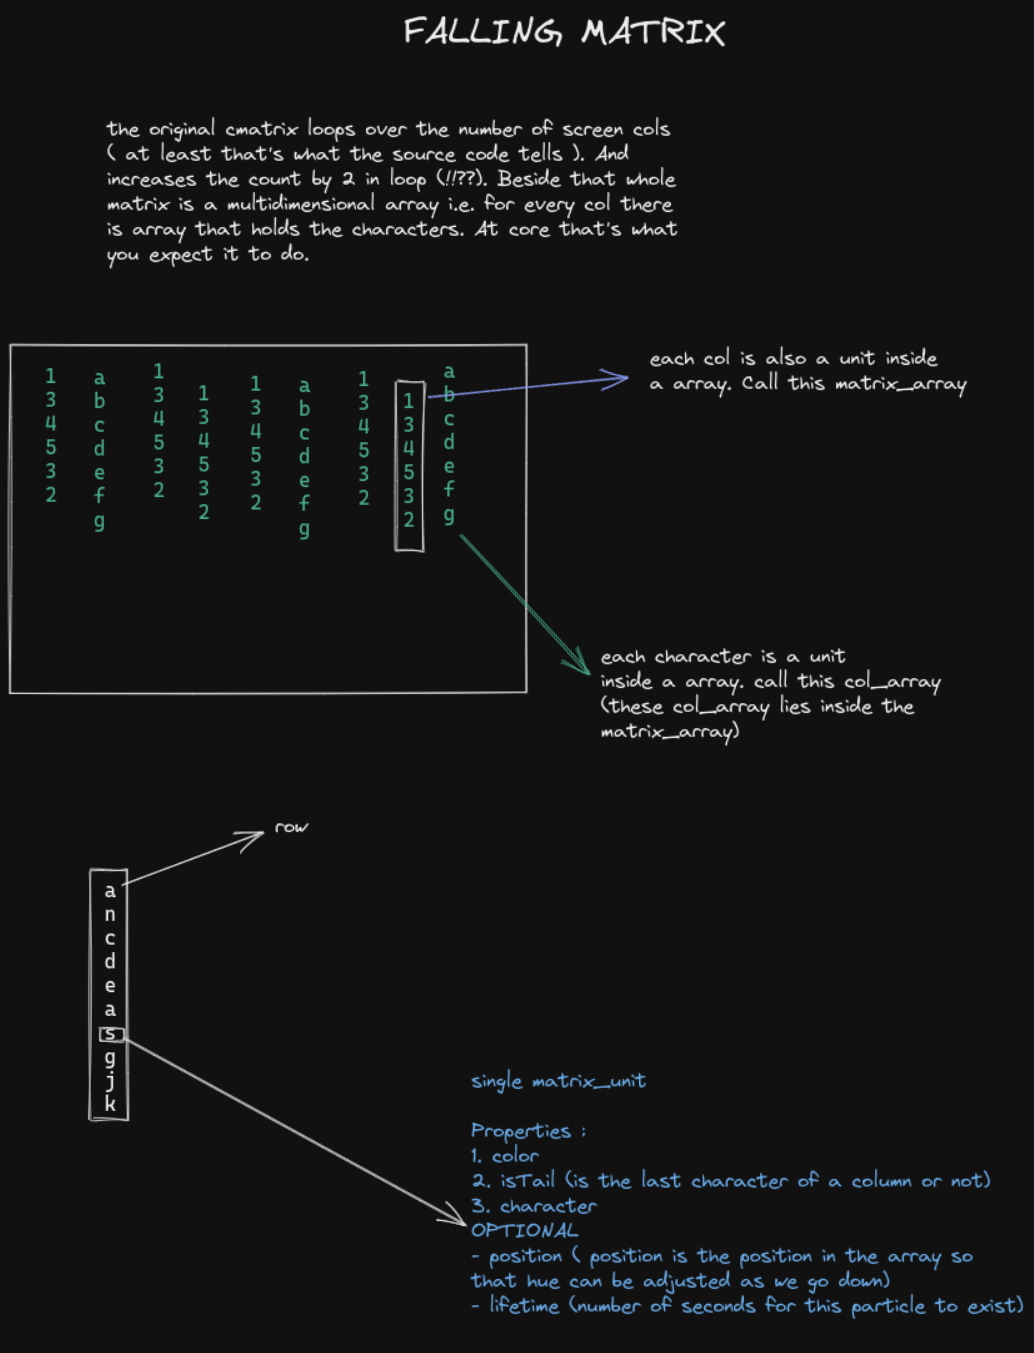 FALLING MATRIX
the original cmatrix loops over the number of screen cols
( at least that's what the source code tells ). And
increases the count by 2 in loop (!!??). Beside that whole
matrix is a multidimensional array i.e. for every col there
is array that holds the characters. At core that's what
you expect it to do.
1
3
4
5
3
2
a
b
c
d
e
f
g
1
3
4
5
3
2
1
3
4
5
3
2
1
3
4
5
3
2
a
b
c
d
e
f
g
1
3
4
5
3
2
1
3
4
5
3
2
a
b
c
d
e
f
g
each col is also a unit inside
a array. Call this matrix_array
each character is a unit
inside a array. call this col_array
(these col_array lies inside the
matrix_array)
row
a
n
c
d
e
a
s
g
j
k
single matrix_unit
Properties :
1. color
2. isTail (is the last character of a column or not)
3. character
OPTIONAL
- position ( position is the position in the array so
that hue can be adjusted as we go down)
- lifetime (number of seconds for this particle to exist)